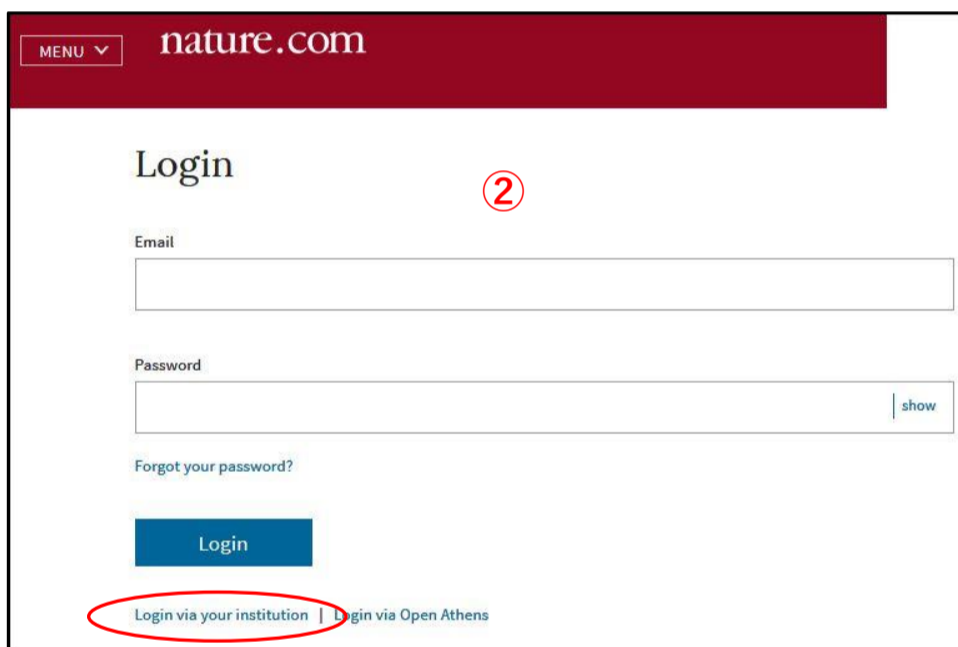 MENU
nature.com
Login
②
Email
Password
show
Forgot your password?
Login
Login via your institution | Login via Open Athens